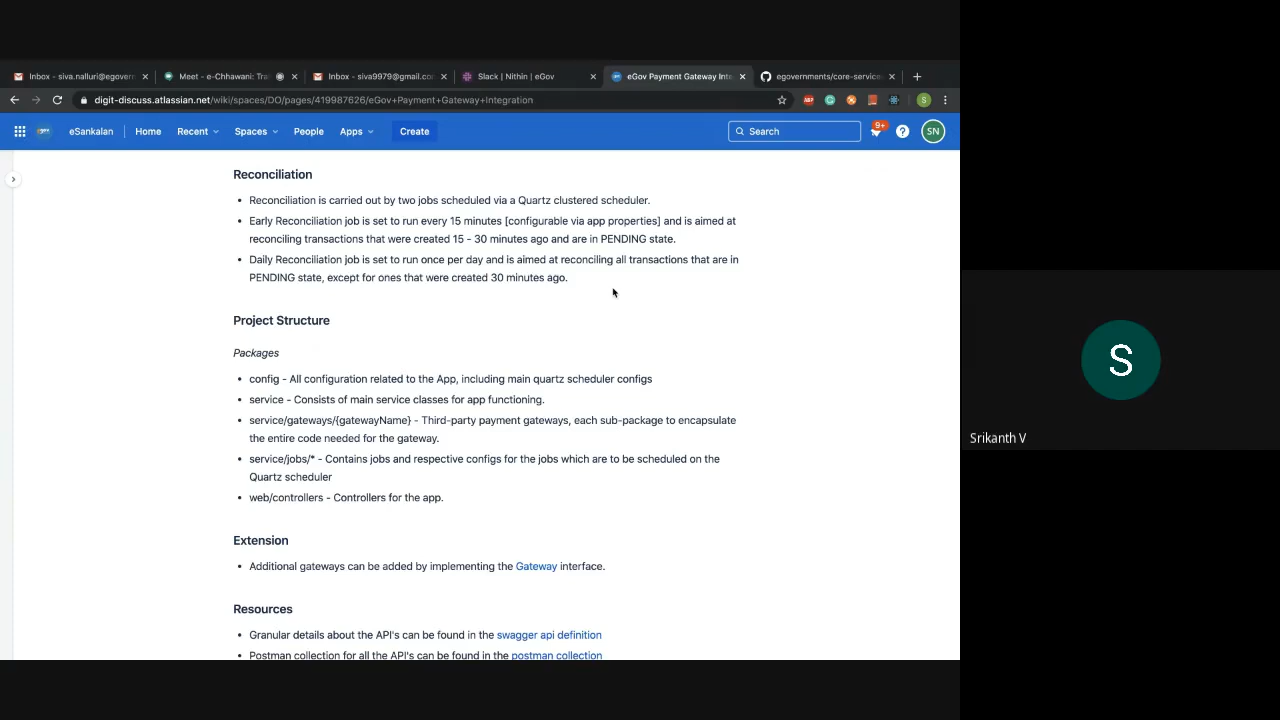 Inbox - siva.nalluri@egovern
Meet - e-Chhawani: Tra
Inbox - siva9979@gmail.co
Slack | Nithin | eGov
eGov Payment Gateway Int
egovernments/core-service
digit-discuss.atlassian.net/wiki/spaces/DO/pages/419987626/eGov+Payment+Gateway+Integration
ABP
S
eSankalan
Home
Recent
Spaces
People
Apps
Create
Search
9+
SN
Reconciliation
• Reconciliation is carried out by two jobs scheduled via a Quartz clustered scheduler.
• Early Reconciliation job is set to run every 15 minutes [configurable via app properties] and is aimed at
reconciling transactions that were created 15 - 30 minutes ago and are in PENDING state.
• Daily Reconciliation job is set to run once per day and is aimed at reconciling all transactions that are in
PENDING state, except for ones that were created 30 minutes ago.
Project Structure
Packages
• config - All configuration related to the App, including main quartz scheduler configs
• service - Consists of main service classes for app functioning.
• service/gateways/{gatewayName} - Third-party payment gateways, each sub-package to encapsulate
the entire code needed for the gateway.
• service/jobs/* - Contains jobs and respective configs for the jobs which are to be scheduled on the
Quartz scheduler
• web/controllers - Controllers for the app.
Extension
• Additional gateways can be added by implementing the Gateway interface.
Resources
• Granular details about the API's can be found in the swagger api definition
• Postman collection for all the API's can be found in the postman collection
S
Srikanth V